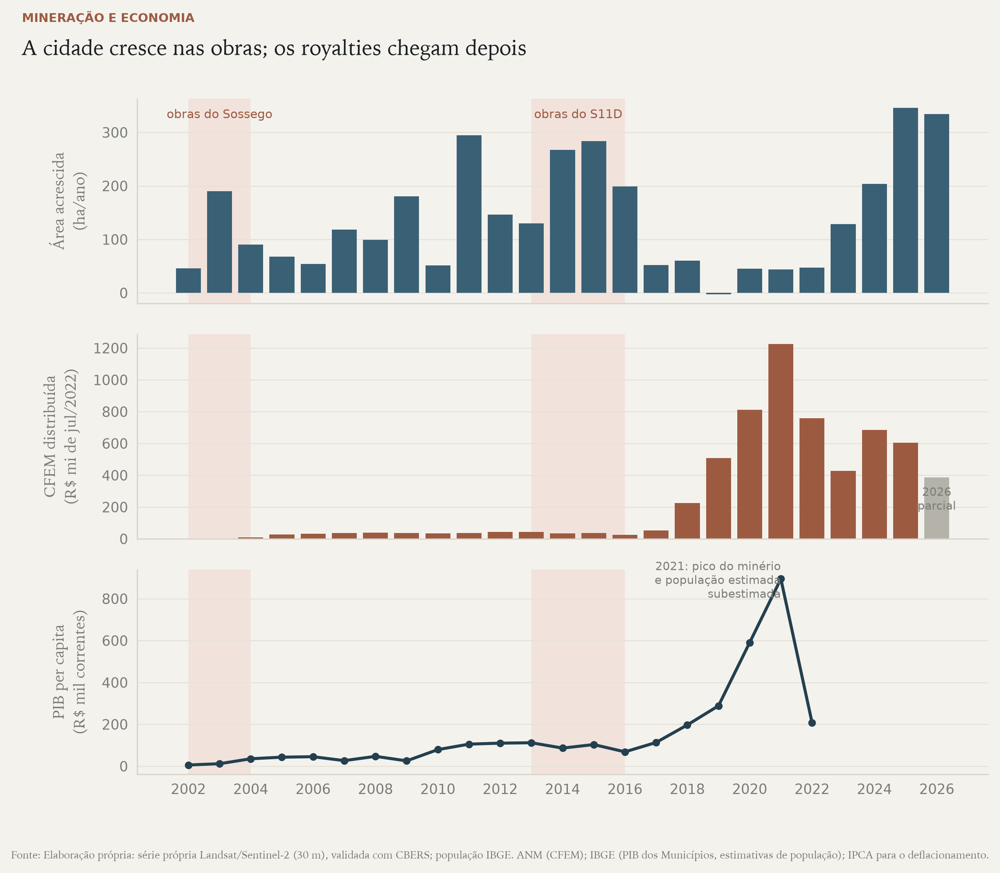 MINERAÇÃO E ECONOMIA
A cidade cresce nas obras; os royalties chegam depois
obras do Sossego
obras do S11D
Área acrescida
(ha/ano)
300
200
100
0
CFEM distribuída
(R$ mi de jul/2022)
1200
1000
800
600
400
200
0
2026
parcial
2021: pico do minério
e população estimada
subestimada
PIB per capita
(R$ mil correntes)
800
600
400
200
0
2002 2004 2006 2008 2010 2012 2014 2016 2018 2020 2022 2024 2026
Fonte: Elaboração própria: série própria Landsat/Sentinel-2 (30 m), validada com CBERS; população IBGE. ANM (CFEM); IBGE (PIB dos Municípios, estimativas de população); IPCA para o deflacionamento.